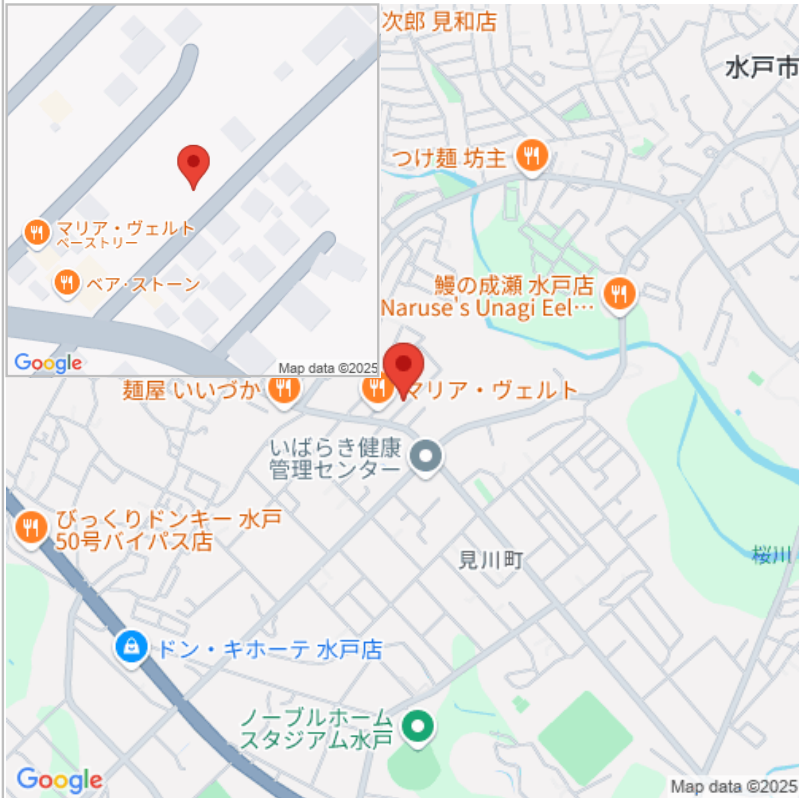 次郎 見和店
水戸市
つけ麺 坊主
マリア・ヴェルト
ペーストリー
ベア・ストーン
Google
Map data ©2025
鰻の成瀬 水戸店
Naruse's Unagi Eel…
麺屋 いいづか
マリア・ヴェルト
いばらき健康
管理センター
びっくりドンキー 水戸
50号バイパス店
見川町
桜川
ドン・キホーテ 水戸店
ノーブルホーム
スタジアム水戸
Google
Map data ©2025